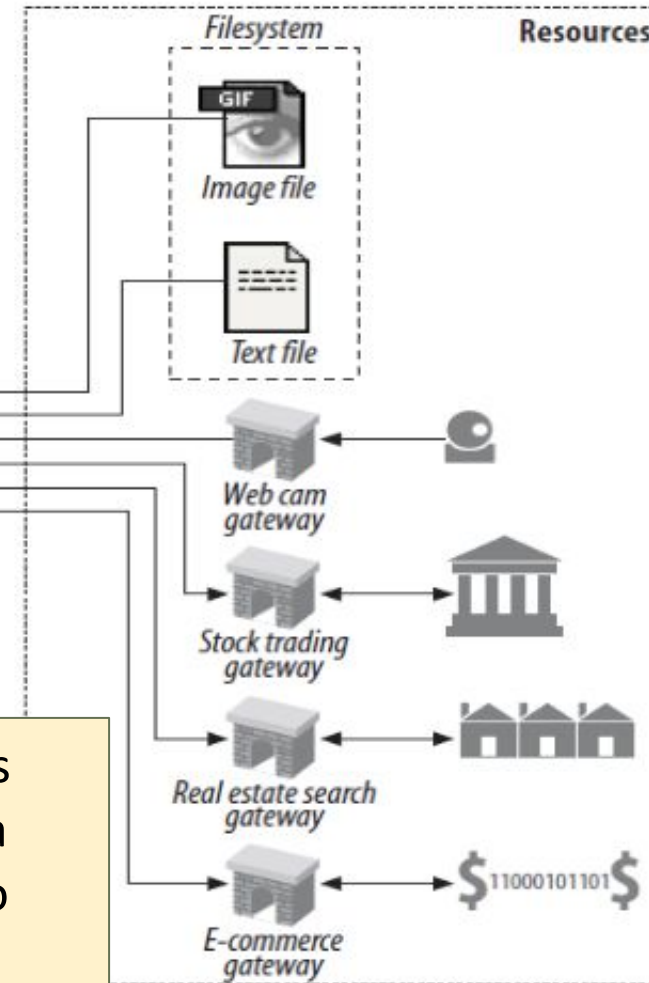 Filesystem
Resources
GIF
Image file
Text file
Web cam
gateway
Stock trading
gateway
Real estate search
gateway
$11000101101$
E-commerce
gateway
s
o